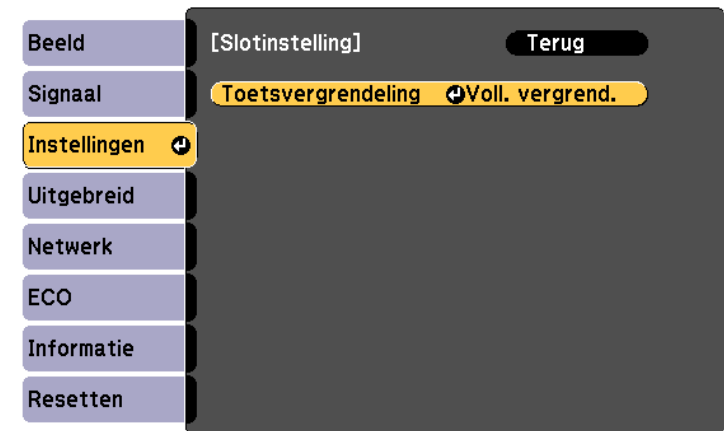 Beeld
Signaal
Instellingen
Uitgebreid
Netwerk
ECO
Informatie
Resetten
[Slotinstelling] Terug
Toetsvergrendeling Voll. vergrend.